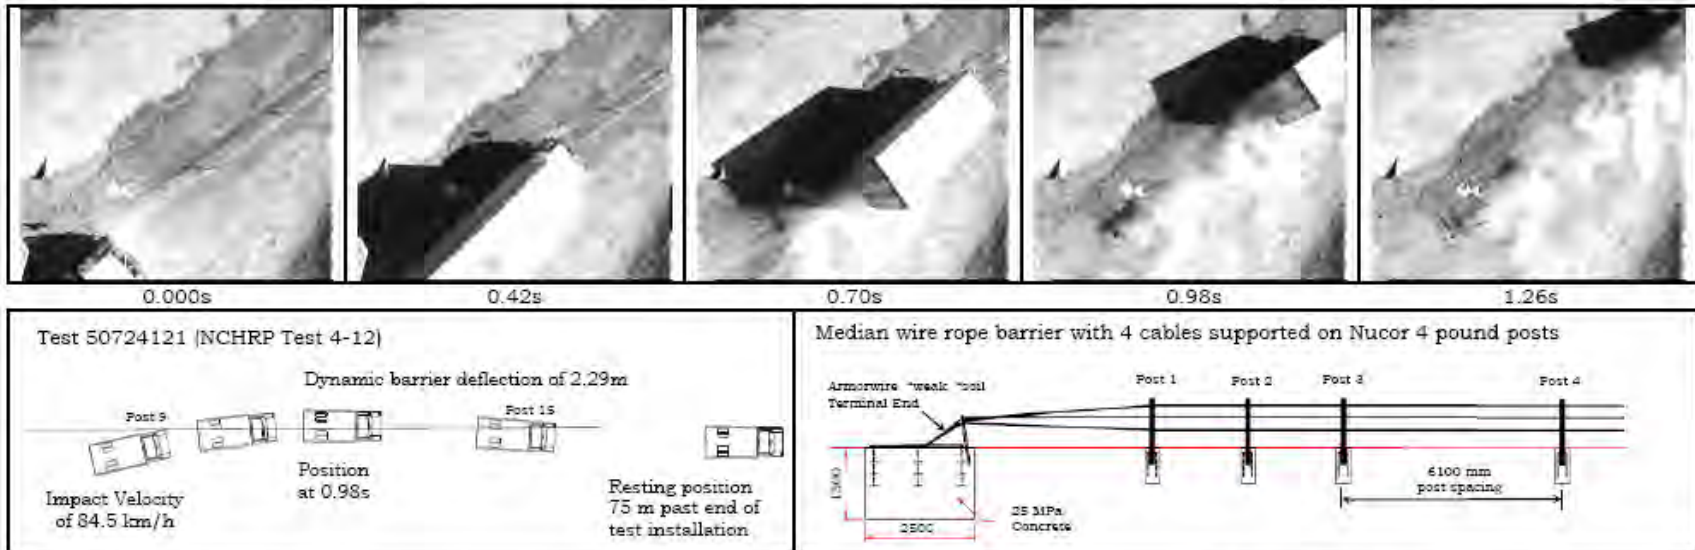 0.000s
0.42s
0.70s
0.98s
1.26s
Test 50724121 (NCHRP Test 4-12)
Dynamic barrier deflection of 2.29m
Post 9
Post 15
Position
at 0.98s
Impact Velocity
of 84.5 km/h
Resting position
75 m past end of
test installation
Median wire rope barrier with 4 cables supported on Nucor 4 pound posts
Armorwire "weak" soil
Terminal End
Post 1
Post 2
Post 3
Post 4
6100 mm
post spacing
25 MPa
Concrete
2500